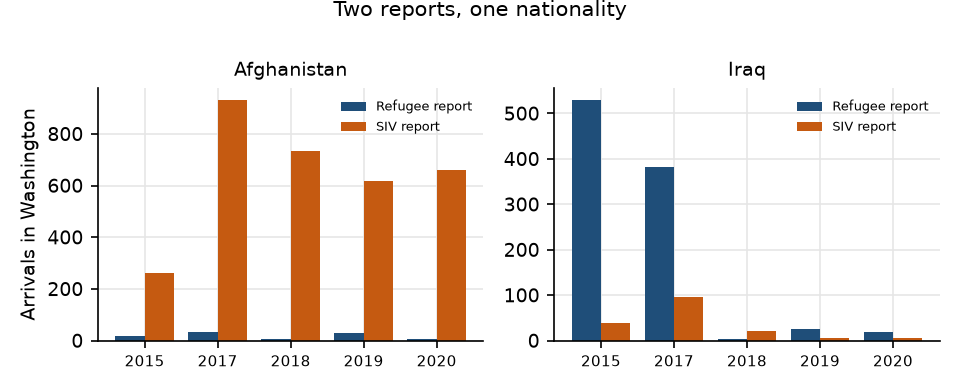 Two reports, one nationality
Afghanistan
Arrivals in Washington
800
600
400
200
0
Refugee report
SIV report
2015 2017 2018 2019 2020
Iraq
500
400
300
200
100
0
Refugee report
SIV report
2015 2017 2018 2019 2020